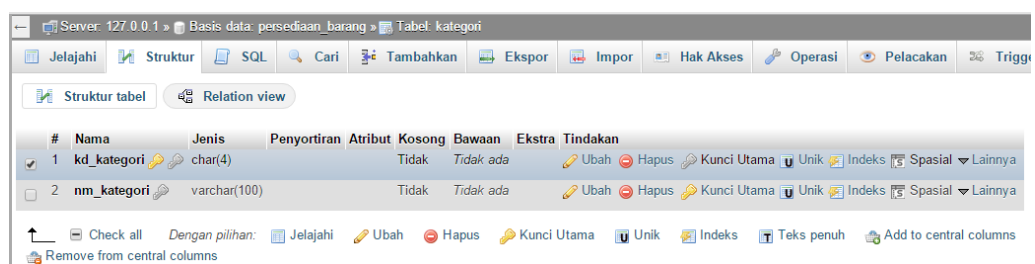 ← Server: 127.0.0.1 » Basis data: persediaan_barang » Tabel: kategori
Jelajahi Struktur SQL Cari Tambahkan Ekspor Impor Hak Akses Operasi Pelacakan Trigge
Struktur tabel Relation view
# Nama Jenis Penyortiran Atribut Kosong Bawaan Ekstra Tindakan
1 kd_kategori char(4) Tidak Tidak ada Ubah Hapus Kunci Utama Unik Indeks Spasial Lainnya
2 nm_kategori varchar(100) Tidak Tidak ada Ubah Hapus Kunci Utama Unik Indeks Spasial Lainnya
Check all Dengan pilihan: Jelajahi Ubah Hapus Kunci Utama Unik Indeks Teks penuh Add to central columns
Remove from central columns